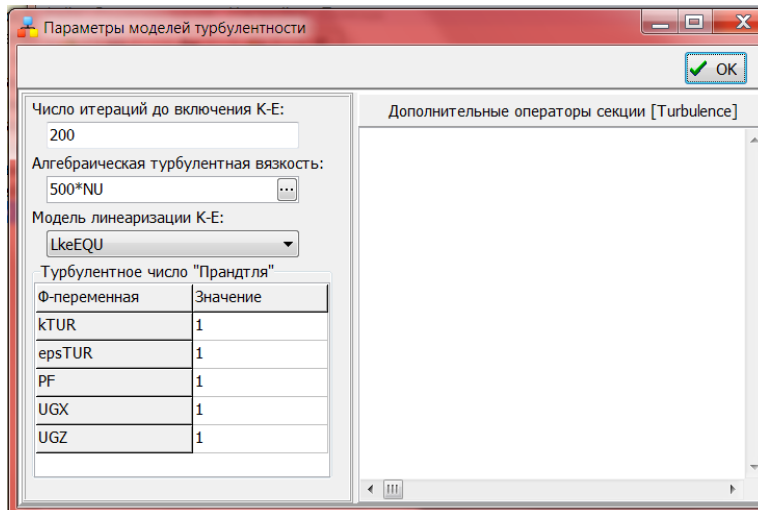 Параметры моделей турбулентности
OK
Число итераций до включения K-E:
200
Алгебраическая турбулентная вязкость:
500*NU
...
Модель линеаризации K-E:
LkeEQU
Турбулентное число "Прандтля"
Ф-переменная Значение
kTUR 1
epsTUR 1
PF 1
UGX 1
UGZ 1
Дополнительные операторы секции [Turbulence]